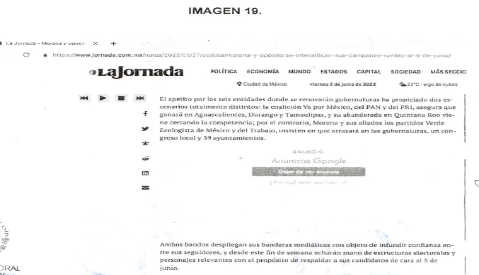 IMAGEN 19.
La Jornada - Morena y oposi × +
https://www.jornada.com.mx/notas/2022/05/27/politica/morena-y-opositores-intensifican-sus-campanas-rumbo-al-5-de-junio/
La Jornada POLÍTICA ECONOMÍA MUNDO ESTADOS CAPITAL SOCIEDAD MÁS SECCIO
Ciudad de México viernes 3 de junio de 2022 22°C - algo de nubes
El apetito por las seis entidades donde se renovarán gubernaturas ha propiciado dos es-
cenarios totalmente distintos: la coalición Va por México, del PAN y del PRI, asegura que
ganará en Aguascalientes, Durango y Tamaulipas, y su abanderada en Quintana Roo vie-
ne cerrando la competencia; por el contrario, Morena y sus aliados los partidos Verde
Ecologista de México y del Trabajo, insisten en que arrasará en las gubernaturas, un con-
greso local y 39 ayuntamientos.
ANUNCIO
Anuncios Google
Dejar de ver anuncio
¿Por qué este anuncio?
Ambos bandos despliegan sus banderas mediáticas con objeto de infundir confianza en-
tre sus seguidores, y desde este fin de semana echarán mano de estructuras electorales y
personajes relevantes con el propósito de respaldar a sus candidatos de cara al 5 de
junio.
ORAL